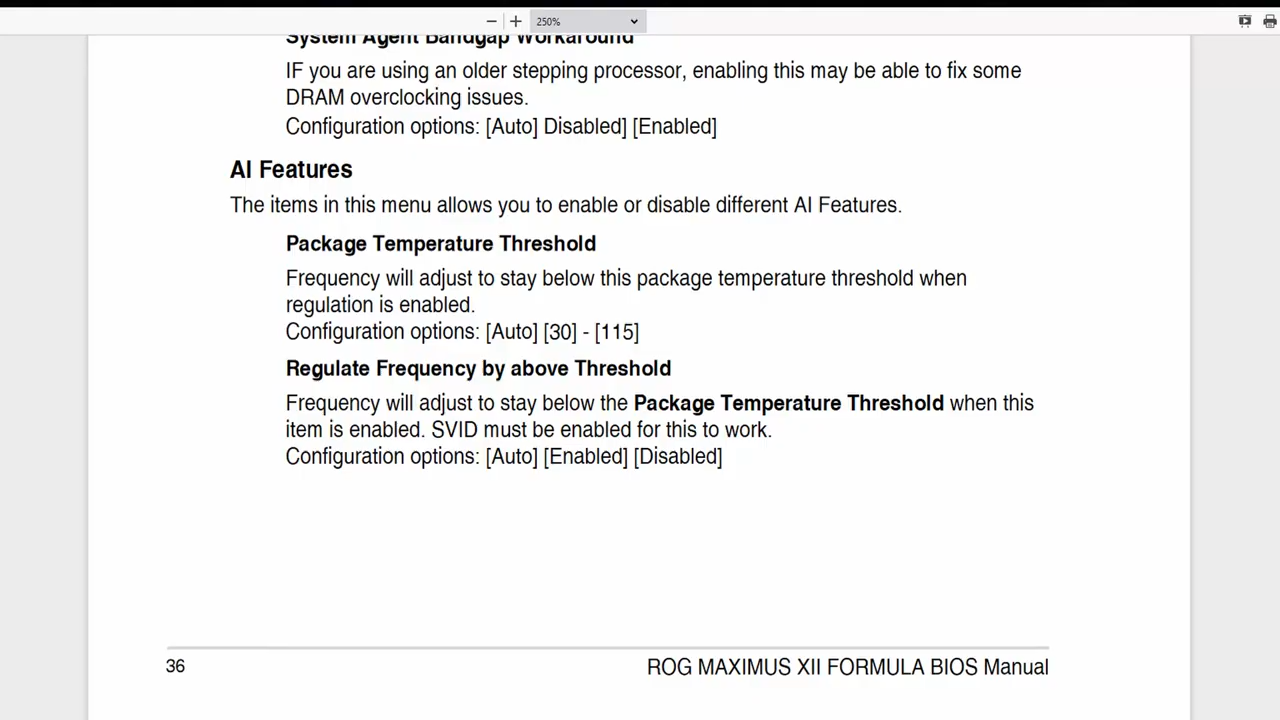 250%
System Agent Bandgap Workaround
IF you are using an older stepping processor, enabling this may be able to fix some
DRAM overclocking issues.
Configuration options: [Auto] Disabled] [Enabled]
AI Features
The items in this menu allows you to enable or disable different AI Features.
Package Temperature Threshold
Frequency will adjust to stay below this package temperature threshold when
regulation is enabled.
Configuration options: [Auto] [30] - [115]
Regulate Frequency by above Threshold
Frequency will adjust to stay below the Package Temperature Threshold when this
item is enabled. SVID must be enabled for this to work.
Configuration options: [Auto] [Enabled] [Disabled]
36 ROG MAXIMUS XII FORMULA BIOS Manual